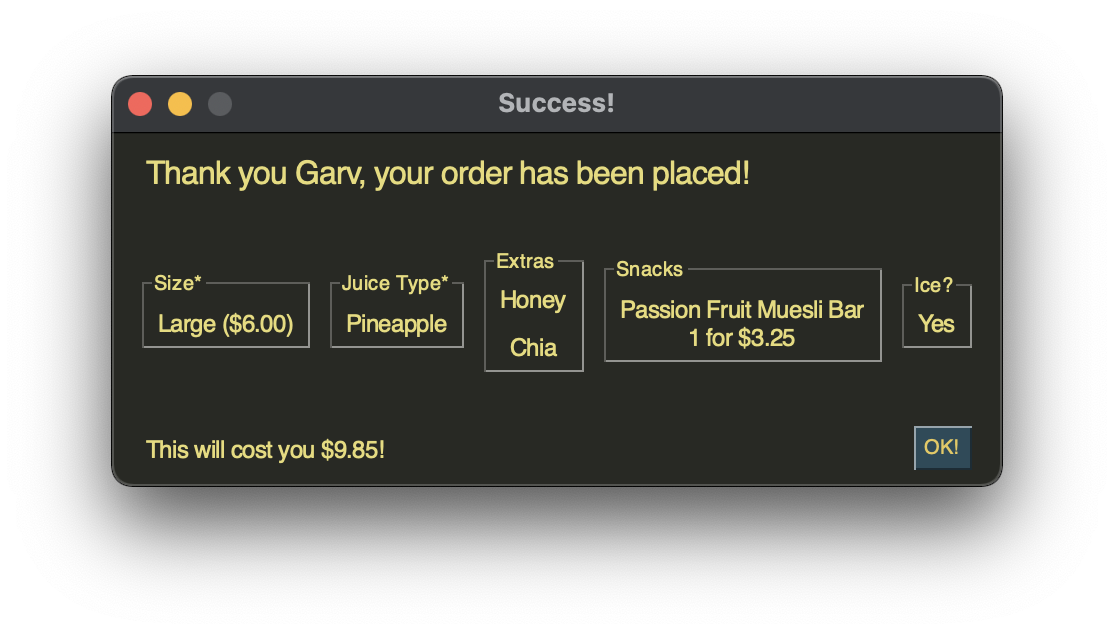 Success!
Thank you Garv, your order has been placed!
Size*
Large ($6.00)
Juice Type*
Pineapple
Extras
Honey
Chia
Snacks
Passion Fruit Muesli Bar
1 for $3.25
Ice?
Yes
This will cost you $9.85!
OK!